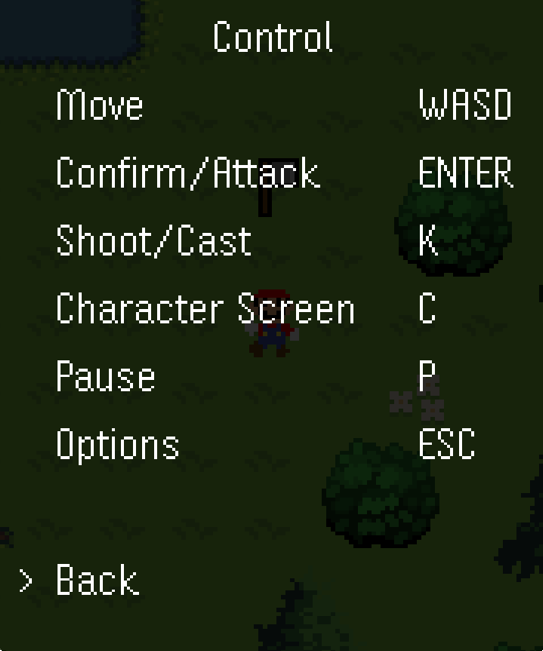 Control
Move WASD
Confirm/Attack ENTER
Shoot/Cast K
Character Screen C
Pause P
Options ESC
> Back